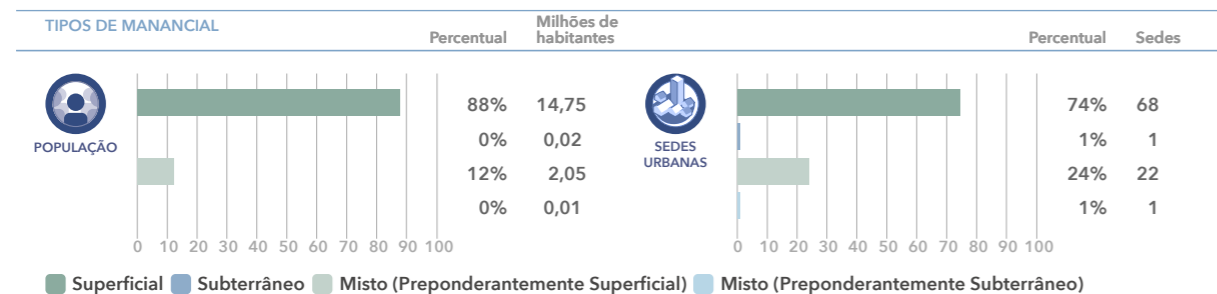 TIPOS DE MANANCIAL Percentual Milhões de habitantes Percentual Sedes
POPULAÇÃO
88% 14,75
0% 0,02
12% 2,05
0% 0,01
0 10 20 30 40 50 60 70 80 90 100
SEDES
URBANAS
74% 68
1% 1
24% 22
1% 1
0 10 20 30 40 50 60 70 80 90 100
Superficial Subterrâneo Misto (Preponderantemente Superficial) Misto (Preponderantemente Subterrâneo)